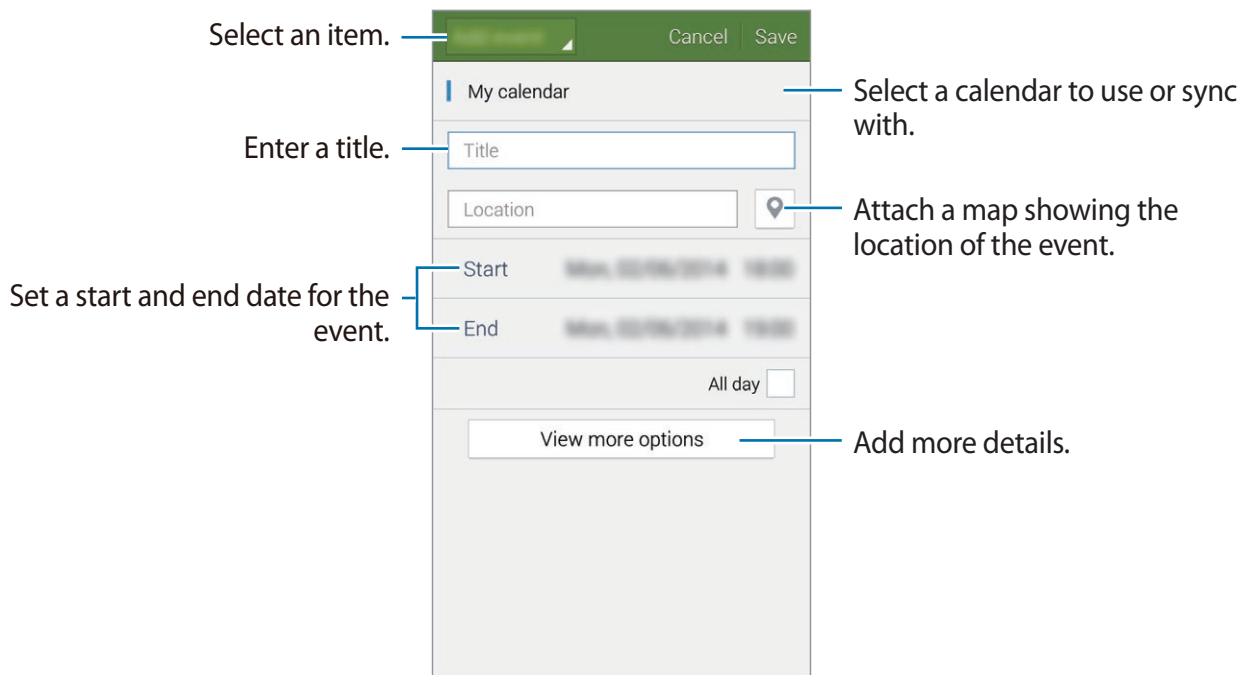 Select an item.
Cancel Save
My calendar
Select a calendar to use or sync
with.
Enter a title.
Title
Location
Attach a map showing the
location of the event.
Start
Set a start and end date for the
event.
End
All day
View more options
Add more details.